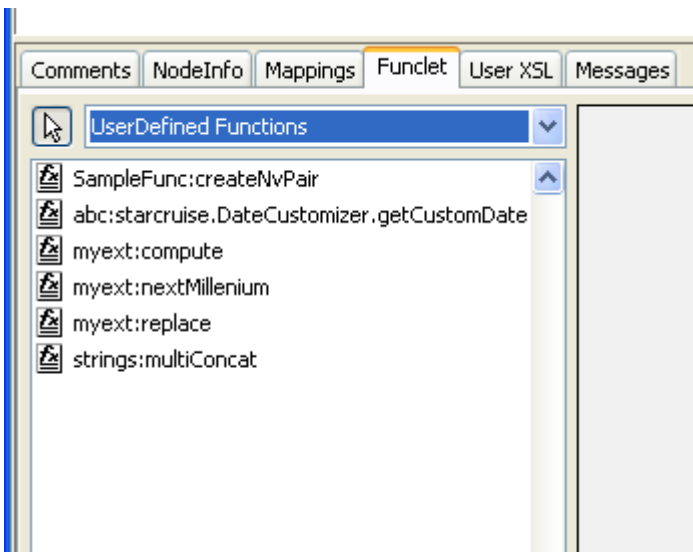 Comments NodeInfo Mappings Funclet User XSL Messages
UserDefined Functions
SampleFunc:createNvPair
abc:starcruise.DateCustomizer.getCustomDate
myext:compute
myext:nextMillenium
myext:replace
strings:multiConcat